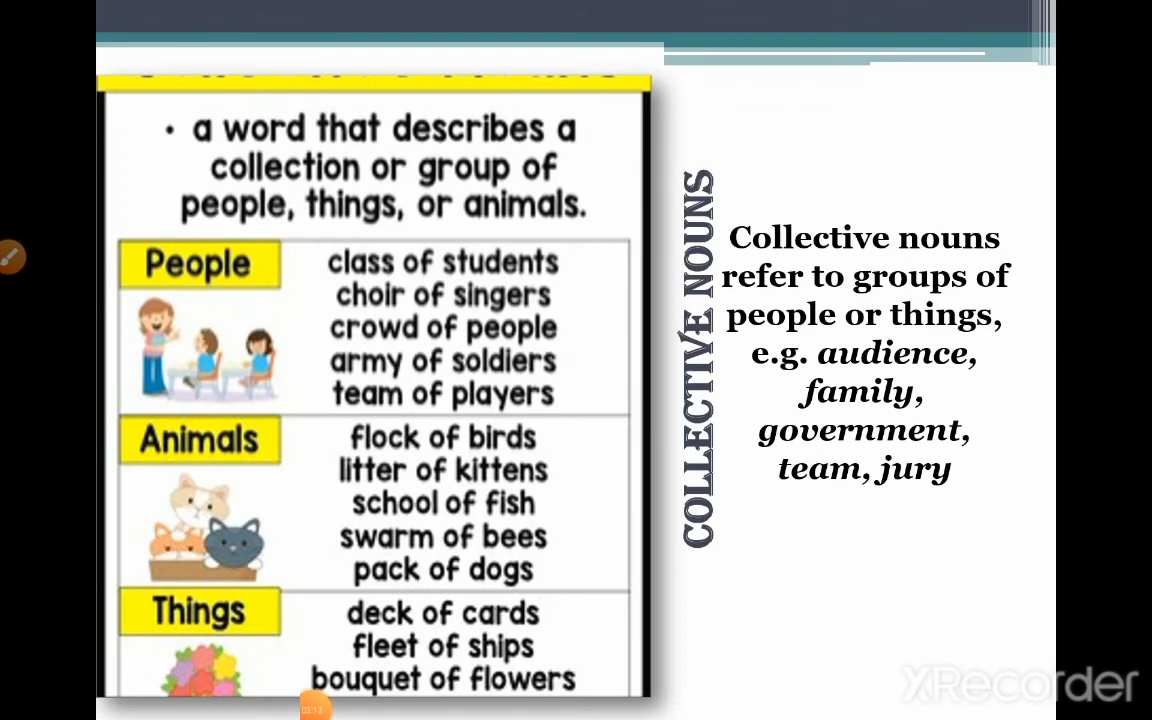 • a word that describes a
collection or group of
people, things, or animals.
People
class of students
choir of singers
crowd of people
army of soldiers
team of players
Animals
flock of birds
litter of kittens
school of fish
swarm of bees
pack of dogs
Things
deck of cards
fleet of ships
bouquet of flowers
COLLECTIVE NOUNS
Collective nouns
refer to groups of
people or things,
e.g. audience,
family,
government,
team, jury
02:12
XRecorder